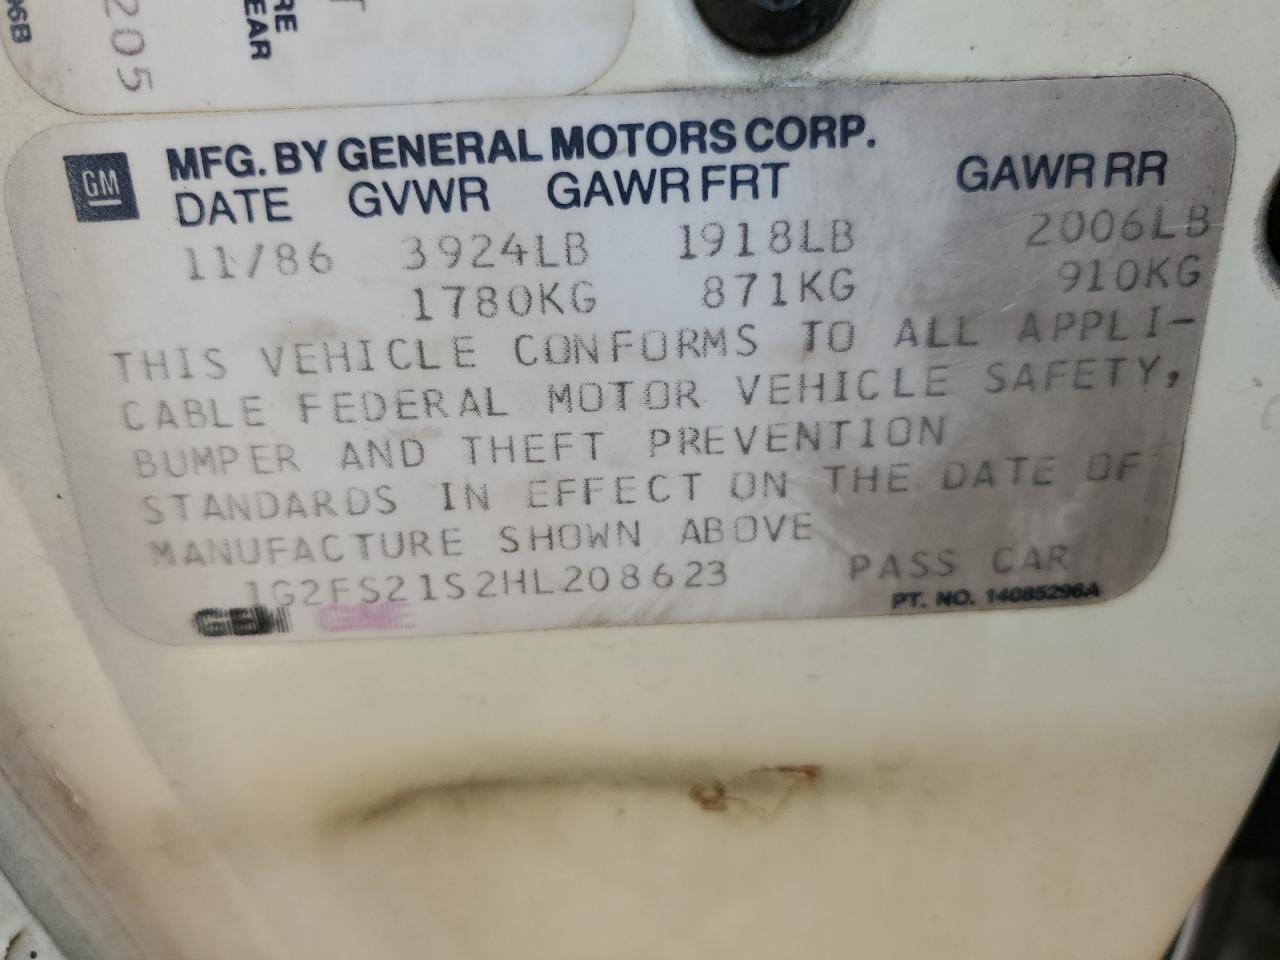 96B
205
RE
EAR
T
GM
MFG. BY GENERAL MOTORS CORP.
DATE GVWR GAWR FRT GAWR RR
11/86 3924LB 1918LB 2006LB
1780KG 871KG 910KG
THIS VEHICLE CONFORMS TO ALL APPLI-
CABLE FEDERAL MOTOR VEHICLE SAFETY,
BUMPER AND THEFT PREVENTION
STANDARDS IN EFFECT ON THE DATE OF
MANUFACTURE SHOWN ABOVE
1G2FS21S2HL208623 PASS CAR
PT. NO. 14085296A